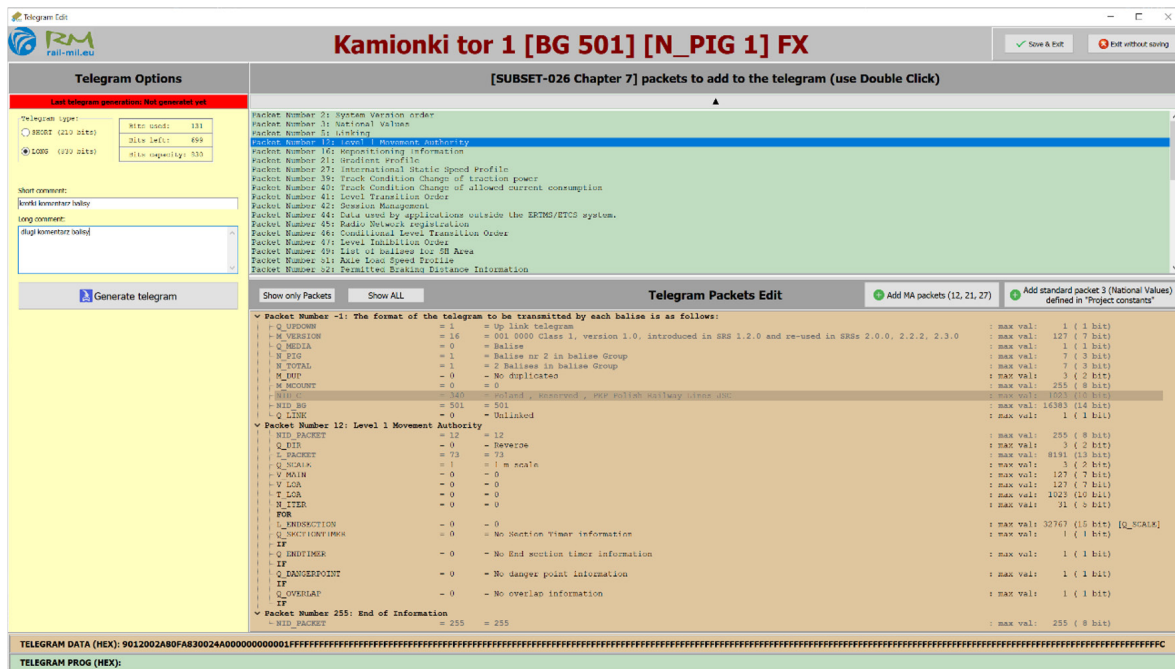 Telegram Edit
RM
rail-mil.eu
Kamionki tor 1 [BG 501] [N_PIG 1] FX
Save & Exit
Exit without saving
Telegram Options
[SUBSET-026 Chapter 7] packets to add to the telegram (use Double Click)
Last telegram generation: Not generatet yet
Telegram type:
SHORT (210 bits)
LONG (830 bits)
Bits used: 131
Bits left: 699
Bits capacity: 830
Short comment:
krotki komentarz balisy
Long comment:
dlugi komentarz balisy
Generate telegram
Packet Number 2: System Version order
Packet Number 3: National Values
Packet Number 5: Linking
Packet Number 12: Level 1 Movement Authority
Packet Number 16: Repositioning Information
Packet Number 21: Gradient Profile
Packet Number 27: International Static Speed Profile
Packet Number 39: Track Condition Change of traction power
Packet Number 40: Track Condition Change of allowed current consumption
Packet Number 41: Level Transition Order
Packet Number 42: Session Management
Packet Number 44: Data used by applications outside the ERTMS/ETCS system.
Packet Number 45: Radio Network registration
Packet Number 46: Conditional Level Transition Order
Packet Number 47: Level Inhibition Order
Packet Number 49: List of balises for SH Area
Packet Number 51: Axle Load Speed Profile
Packet Number 52: Permitted Braking Distance Information
Show only Packets
Show ALL
Telegram Packets Edit
Add MA packets (12, 21, 27)
Add standard packet 3 (National Values) defined in "Project constants"
Packet Number -1: The format of the telegram to be transmitted by each balise is as follows:
Q_UPDOWN = 1 = Up link telegram : max val: 1 ( 1 bit)
M_VERSION = 16 = 001 0000 Class 1, version 1.0, introduced in SRS 1.2.0 and re-used in SRSs 2.0.0, 2.2.2, 2.3.0 : max val: 127 ( 7 bit)
Q_MEDIA = 0 = Balise : max val: 1 ( 1 bit)
N_PIG = 1 = Balise nr 2 in balise Group : max val: 7 ( 3 bit)
N_TOTAL = 1 = 2 Balises in balise Group : max val: 7 ( 3 bit)
M_DUP = 0 = No duplicates : max val: 3 ( 2 bit)
M_MCOUNT = 0 = 0 : max val: 255 ( 8 bit)
NID_C = 340 = Poland , Reserved , PKP Polish Railway Lines JSC : max val: 1023 (10 bit)
NID_BG = 501 = 501 : max val: 16383 (14 bit)
Q_LINK = 0 = Unlinked : max val: 1 ( 1 bit)
Packet Number 12: Level 1 Movement Authority
NID_PACKET = 12 = 12 : max val: 255 ( 8 bit)
Q_DIR = 0 = Reverse : max val: 3 ( 2 bit)
L_PACKET = 73 = 73 : max val: 8191 (13 bit)
Q_SCALE = 1 = 1 m scale : max val: 3 ( 2 bit)
V_MAIN = 0 = 0 : max val: 127 ( 7 bit)
V_LOA = 0 = 0 : max val: 127 ( 7 bit)
T_LOA = 0 = 0 : max val: 1023 (10 bit)
N_ITER = 0 = 0 : max val: 31 ( 5 bit)
FOR
L_ENDSECTION = 0 = 0 : max val: 32767 (15 bit) [Q_SCALE]
Q_SECTIONTIMER = 0 = No Section Timer information : max val: 1 ( 1 bit)
IF
Q_ENDTIMER = 0 = No End section timer information : max val: 1 ( 1 bit)
IF
Q_DANGERPOINT = 0 = No danger point information : max val: 1 ( 1 bit)
IF
Q_OVERLAP = 0 = No overlap information : max val: 1 ( 1 bit)
IF
Packet Number 255: End of Information
NID_PACKET = 255 = 255 : max val: 255 ( 8 bit)
TELEGRAM DATA (HEX):
TELEGRAM PROG (HEX):